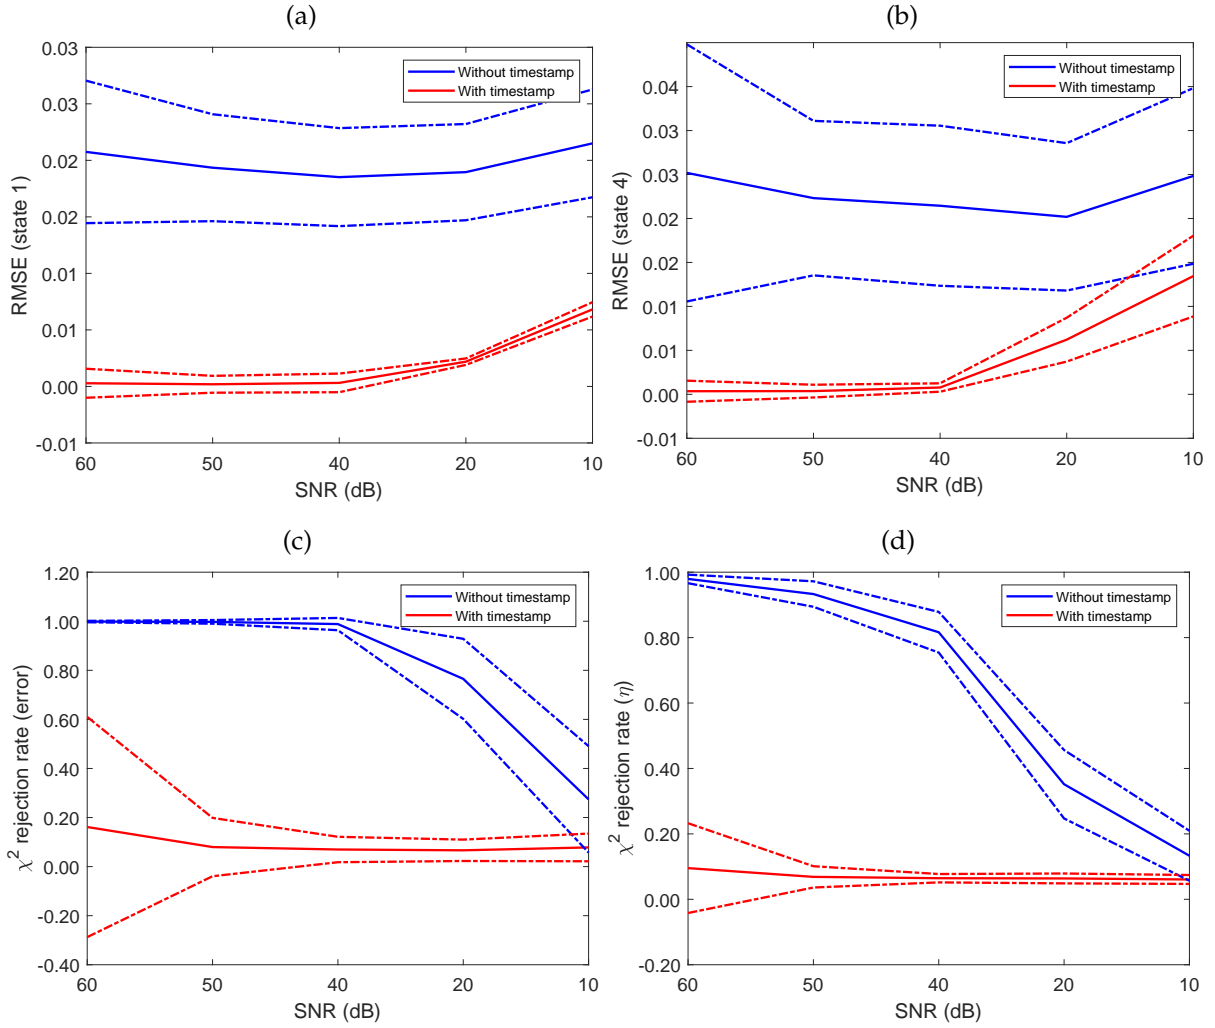 (a)
0.03
0.03
0.02
0.02
0.01
0.01
0.00
-0.01
RMSE (state 1)
Without timestamp
With timestamp
60 50 40 20 10
SNR (dB)
(b)
0.04
0.03
0.03
0.02
0.02
0.01
0.01
0.00
-0.01
RMSE (state 4)
Without timestamp
With timestamp
60 50 40 20 10
SNR (dB)
(c)
1.20
1.00
0.80
0.60
0.40
0.20
0.00
-0.20
-0.40
χ² rejection rate (error)
Without timestamp
With timestamp
60 50 40 20 10
SNR (dB)
(d)
1.00
0.80
0.60
0.40
0.20
0.00
-0.20
χ² rejection rate (η)
Without timestamp
With timestamp
60 50 40 20 10
SNR (dB)